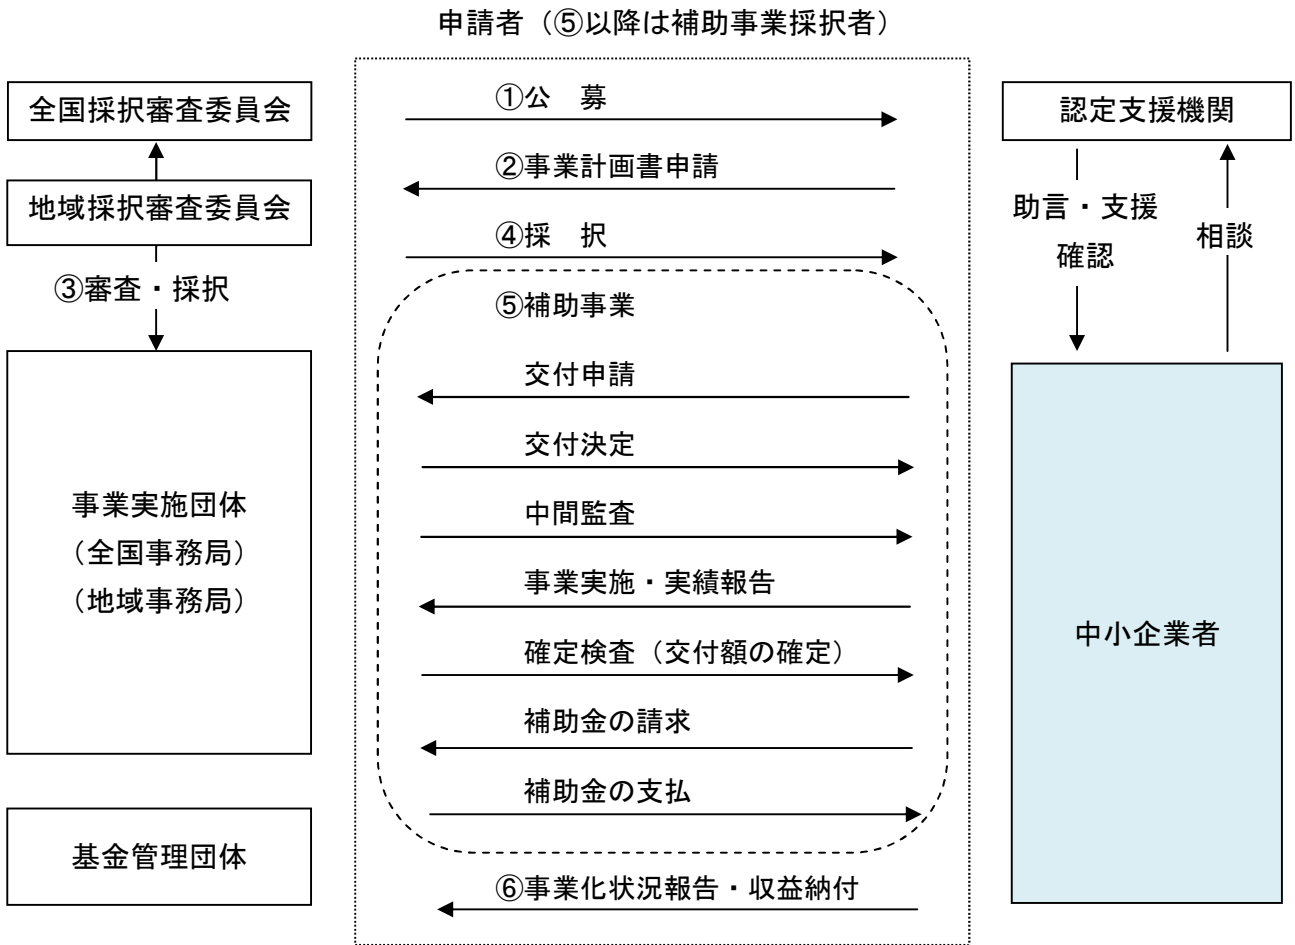 申請者（⑤以降は補助事業採択者）
全国採択審査委員会
地域採択審査委員会
③審査・採択
事業実施団体
（全国事務局）
（地域事務局）
基金管理団体
①公　募
②事業計画書申請
④採　択
⑤補助事業
交付申請
交付決定
中間監査
事業実施・実績報告
確定検査（交付額の確定）
補助金の請求
補助金の支払
⑥事業化状況報告・収益納付
認定支援機関
助言・支援
確認
相談
中小企業者